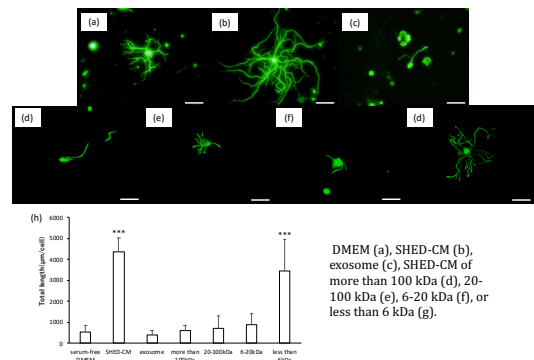 (a)
(b)
(c)
(d)
(e)
(f)
(d)
(h)
Total length(μm/cell)
6000
5000
4000
3000
2000
1000
0
***
***
serum-free
DMEM
SHED-CM
exosome
more than
100kDa
20-100kDa
6-20kDa
less than
6kDa
DMEM (a), SHED-CM (b),
exosome (c), SHED-CM of
more than 100 kDa (d), 20-
100 kDa (e), 6-20 kDa (f), or
less than 6 kDa (g).